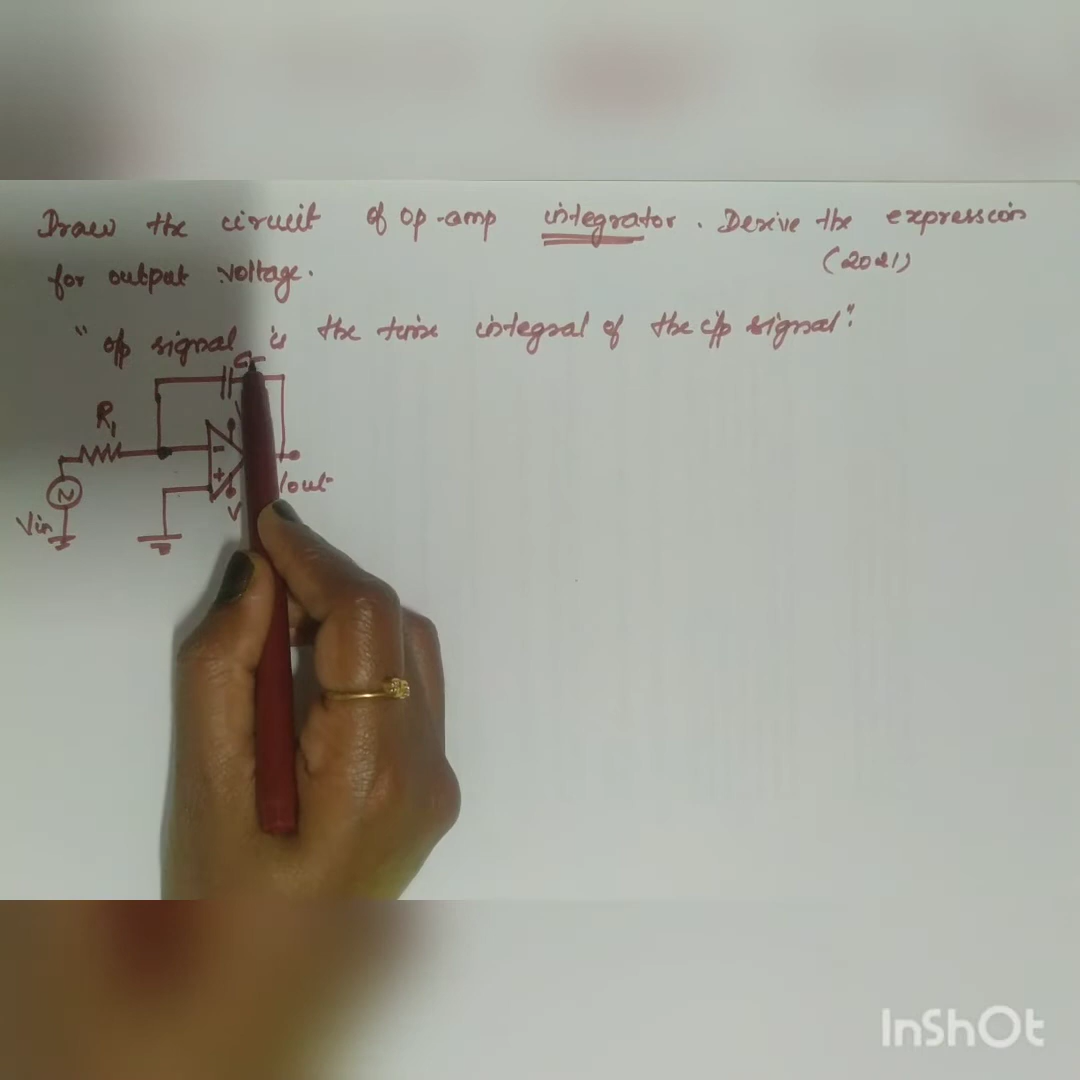 Draw the circuit of op-amp integrator. Derive the expression
(2021)
for output voltage.
"o/p signal is the time integral of the i/p signal".
R1
-
+
Vin
out
V
InShOt